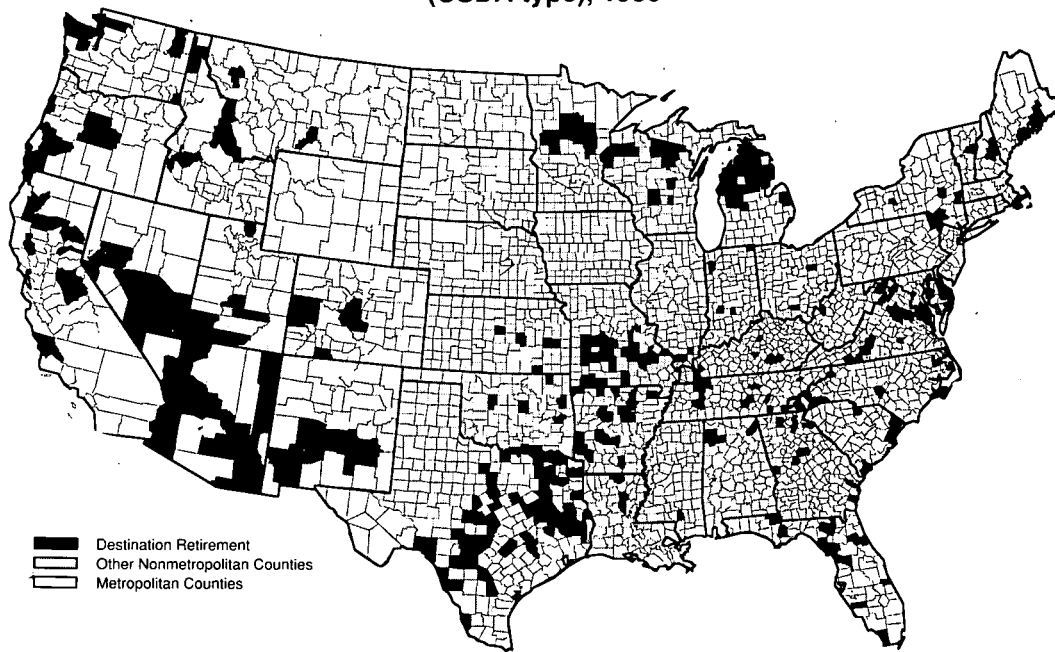 Destination Retirement
Other Nonmetropolitan Counties
Metropolitan Counties